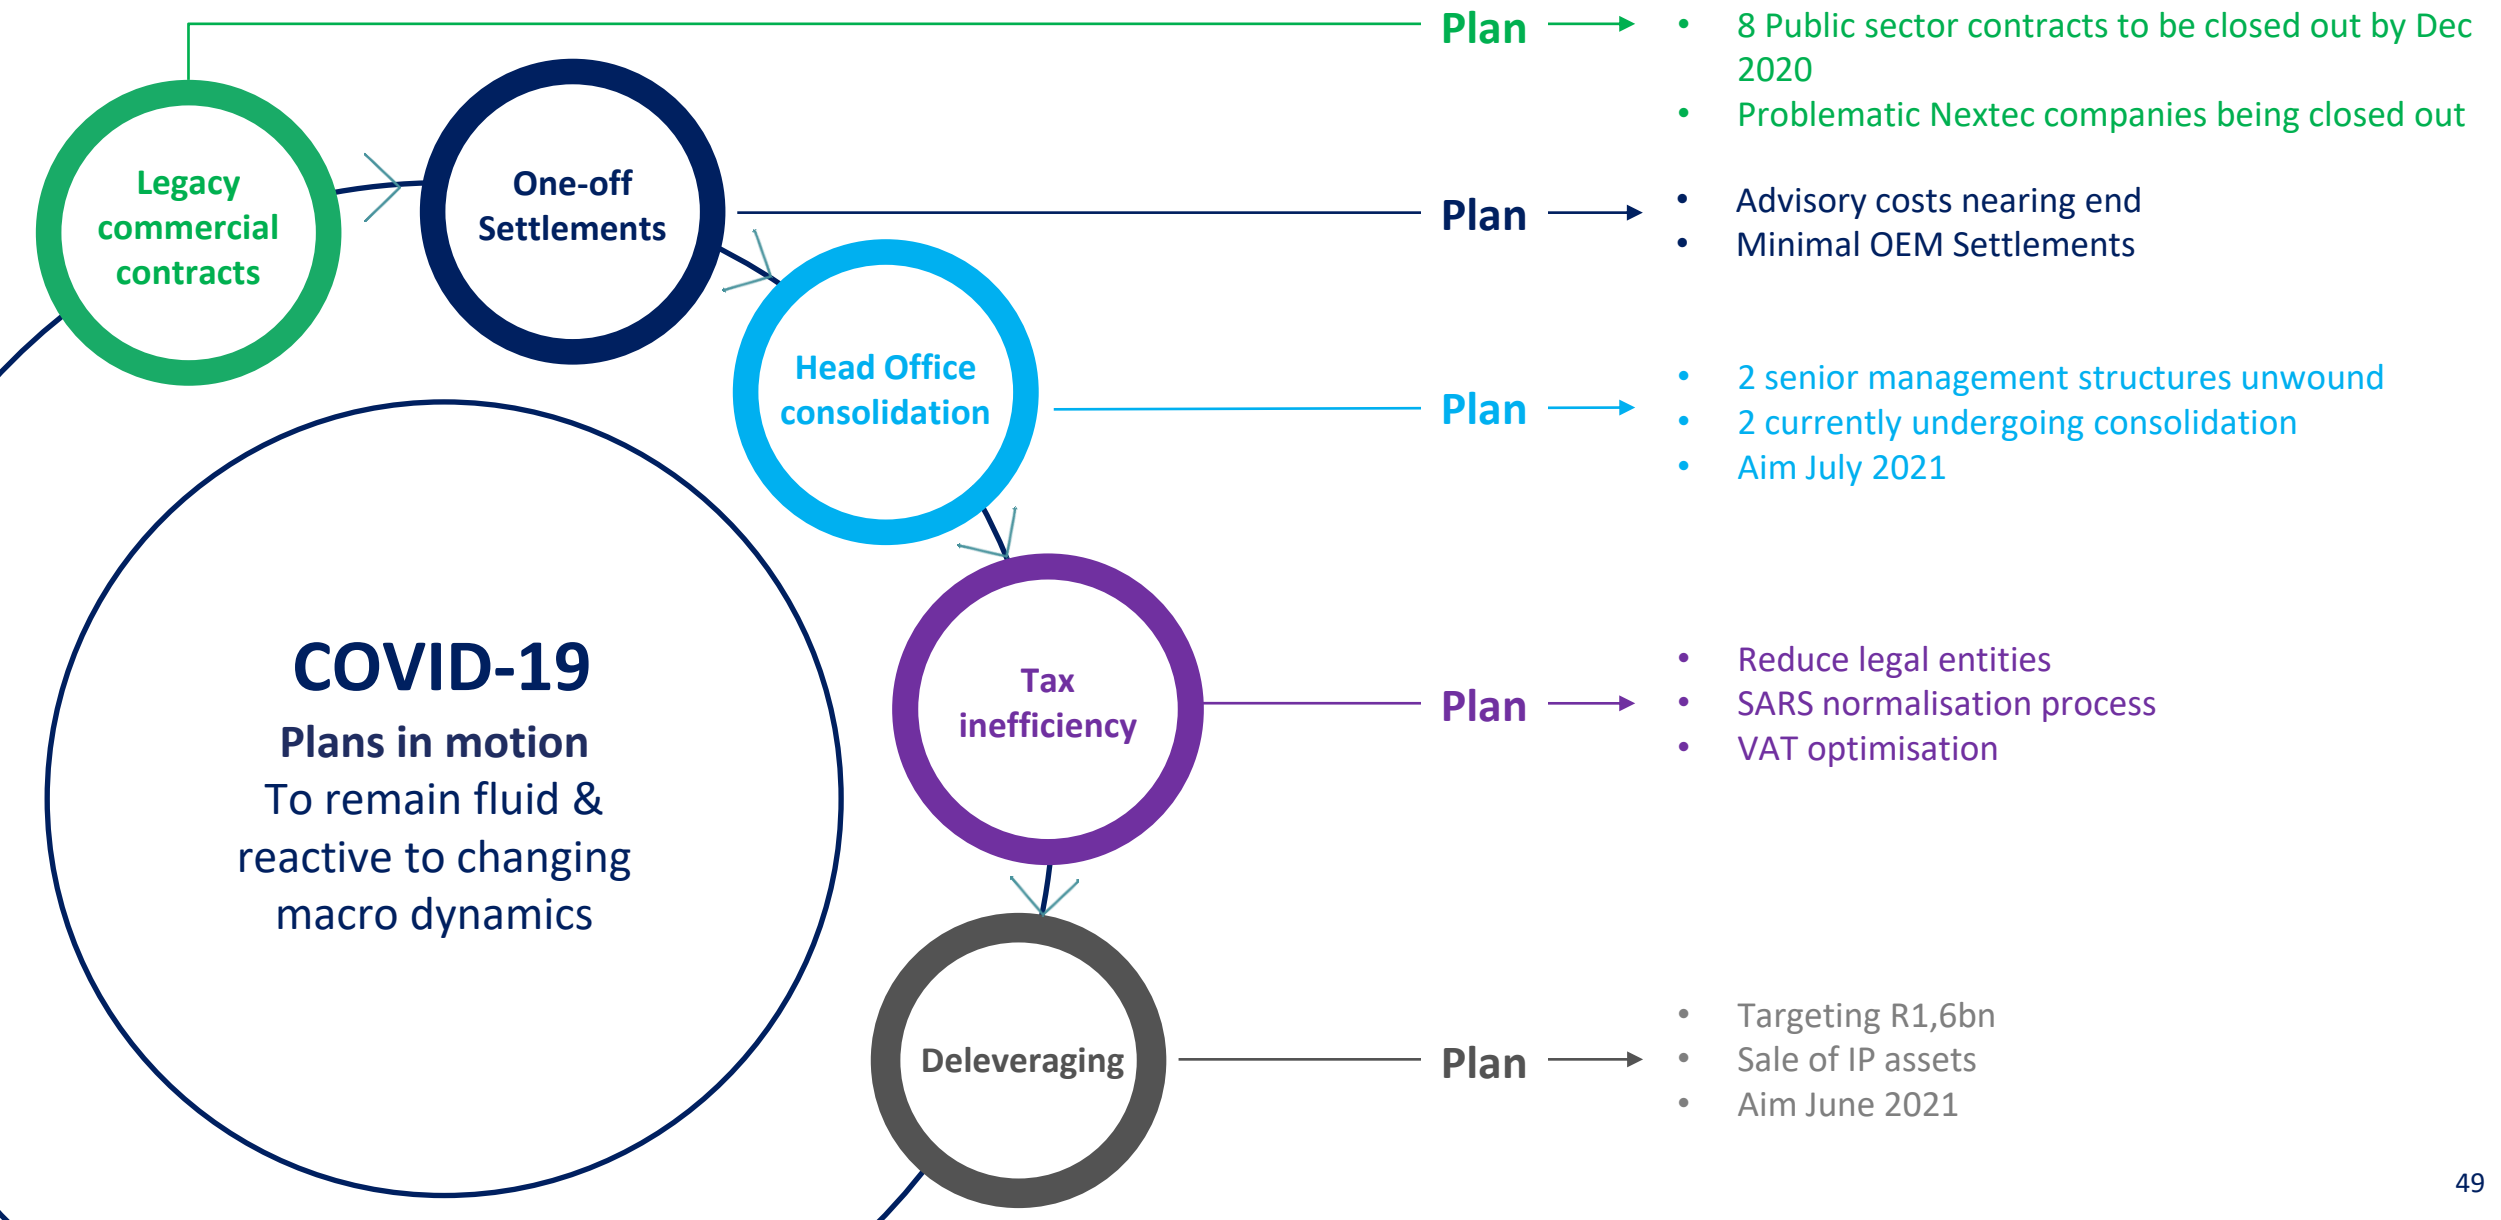 Plan
• 8 Public sector contracts to be closed out by Dec
2020
• Problematic Nextec companies being closed out
Legacy
commercial
contracts
One-off
Settlements
Plan
• Advisory costs nearing end
• Minimal OEM Settlements
Head Office
consolidation
Plan
• 2 senior management structures unwound
• 2 currently undergoing consolidation
• Aim July 2021
COVID-19
Plans in motion
To remain fluid &
reactive to changing
macro dynamics
Tax
inefficiency
Plan
• Reduce legal entities
• SARS normalisation process
• VAT optimisation
Deleveraging
Plan
• Targeting R1,6bn
• Sale of IP assets
• Aim June 2021
49